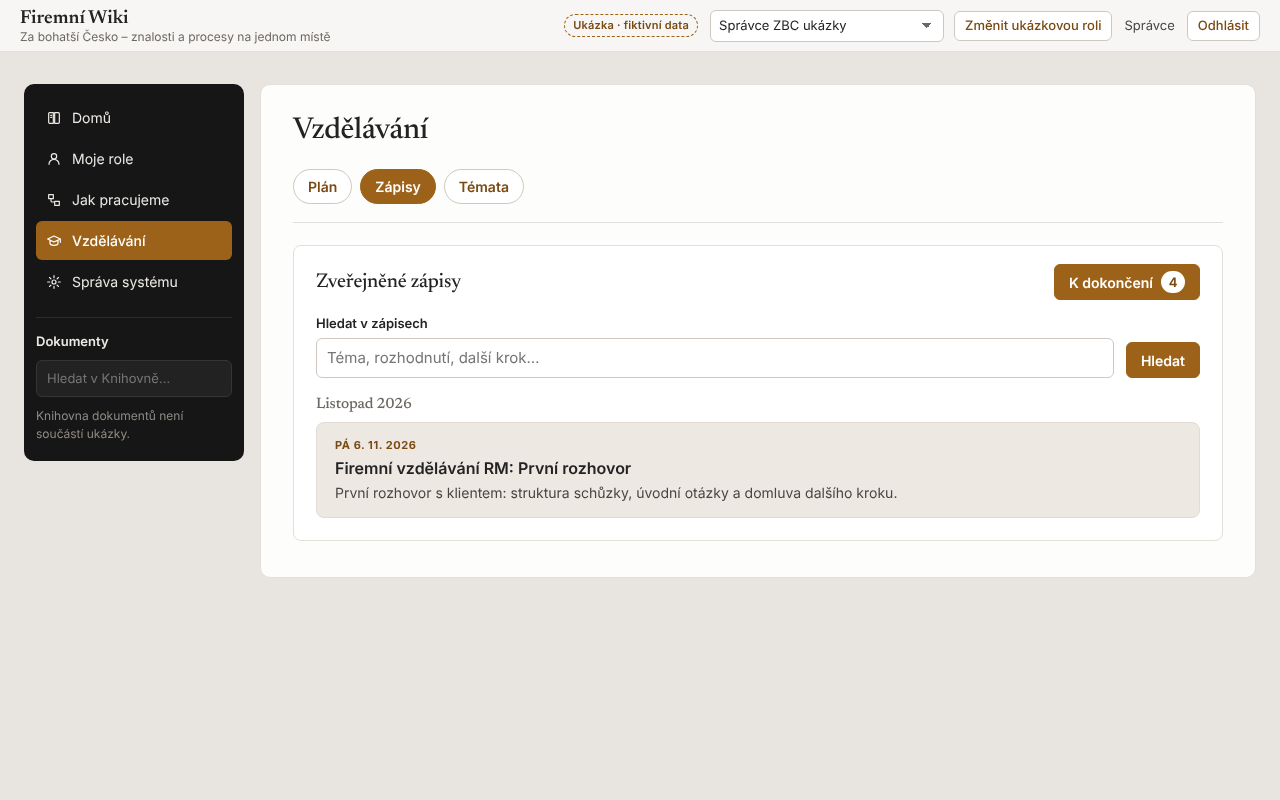 Firemní Wiki
Za bohatší Česko – znalosti a procesy na jednom místě
Ukázka · fiktivní data
Správce ZBC ukázky
Změnit ukázkovou roli
Správce
Odhlásit
Domů
Moje role
Jak pracujeme
Vzdělávání
Správa systému
Dokumenty
Hledat v Knihovně...
Knihovna dokumentů není
součástí ukázky.
Vzdělávání
Plán
Zápisy
Témata
Zveřejněné zápisy
K dokončení 4
Hledat v zápisech
Téma, rozhodnutí, další krok...
Hledat
Listopad 2026
PÁ 6. 11. 2026
Firemní vzdělávání RM: První rozhovor
První rozhovor s klientem: struktura schůzky, úvodní otázky a domluva dalšího kroku.